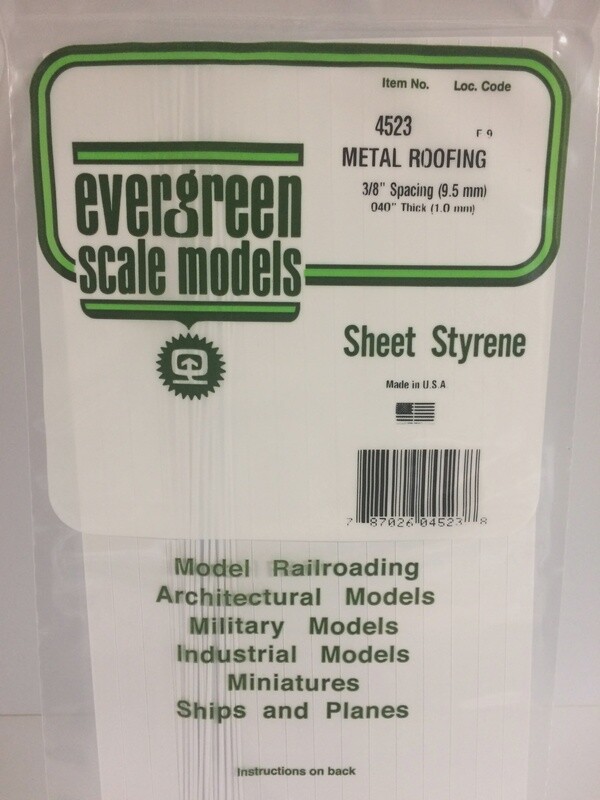 Item No. Loc. Code
4523 F 9
METAL ROOFING
3/8" Spacing (9.5 mm)
.040" Thick (1.0 mm)
evergreen
scale models
Sheet Styrene
Made in U.S.A
7 87026 04523 8
Model Railroading
Architectural Models
Military Models
Industrial Models
Miniatures
Ships and Planes
Instructions on back